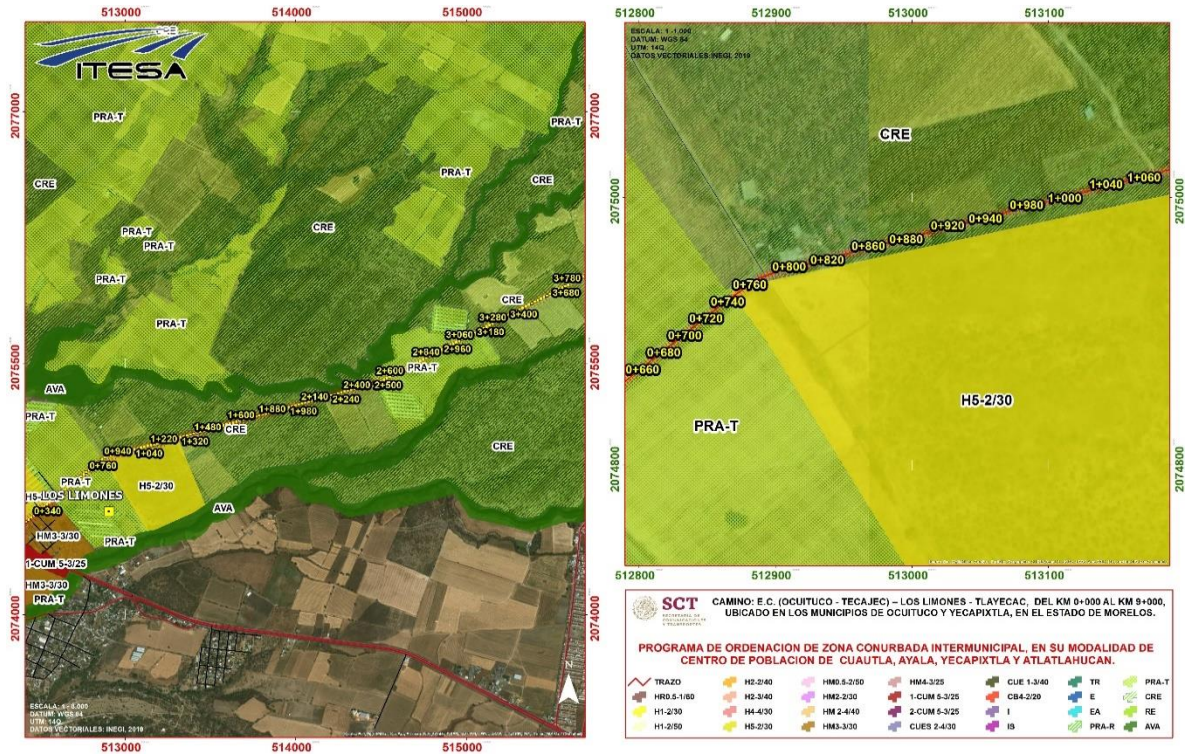 513000 514000 515000
ITESA
PRA-T
PRA-T
PRA-T
CRE
CRE
CRE
PRA-T
PRA-T
PRA-T
PRA-T
3+780
3+680
CRE
3+280
3+400
3+060
3+180
2+840
2+960
PRA-T
2+600
2+500
2+400
2+140
2+240
AVA
1+860
1+980
1+600
PRA-T
1+480
CRE
1+220
1+320
0+940
1+040
CRE
0+760
PRA-T
H5-2/30
LOS LIMONES
0+340
AVA
HM3-3/30
PRA-T
1-CUM 5-3/25
HM3-3/30
PRA-T
N
ESCALA: 1 - 8,000
DATUM: WGS 84
UTM: 14Q
DATOS VECTORIALES: INEGI, 2019
2077000 2077000
2075500 2075500
2074000 2074000
513000 514000 515000
512800 512900 513000 513100
ESCALA: 1 -1,000
DATUM: WGS 84
UTM: 14Q
DATOS VECTORIALES: INEGI, 2019
CRE
1+060
1+040
1+000
0+980
0+940
0+920
0+880
0+860
0+820
0+800
0+760
0+740
0+720
0+700
0+680
0+660
H5-2/30
PRA-T
2075000 2075000
2074800 2074800
512800 512900 513000 513100
SCT
SECRETARÍA DE
COMUNICACIONES
Y TRANSPORTES
CAMINO: E.C. (OCUITUCO - TECAJEC) – LOS LIMONES - TLAYECAC, DEL KM 0+000 AL KM 9+000,
UBICADO EN LOS MUNICIPIOS DE OCUITUCO Y YECAPIXTLA, EN EL ESTADO DE MORELOS.
PROGRAMA DE ORDENACION DE ZONA CONURBADA INTERMUNICIPAL, EN SU MODALIDAD DE
CENTRO DE POBLACION DE CUAUTLA, AYALA, YECAPIXTLA Y ATLATLAHUCAN.
TRAZO H2-2/40 HM0.5-2/50 HM4-3/25 CUE 1-3/40 TR PRA-T
HR0.5-1/60 H2-3/40 HM2-2/30 1-CUM 5-3/25 CB4-2/20 E CRE
H1-2/30 H4-4/30 HM 2-4/40 2-CUM 5-3/25 I EA RE
H1-2/50 H5-2/30 HM3-3/30 CUES 2-4/30 IS PRA-R AVA